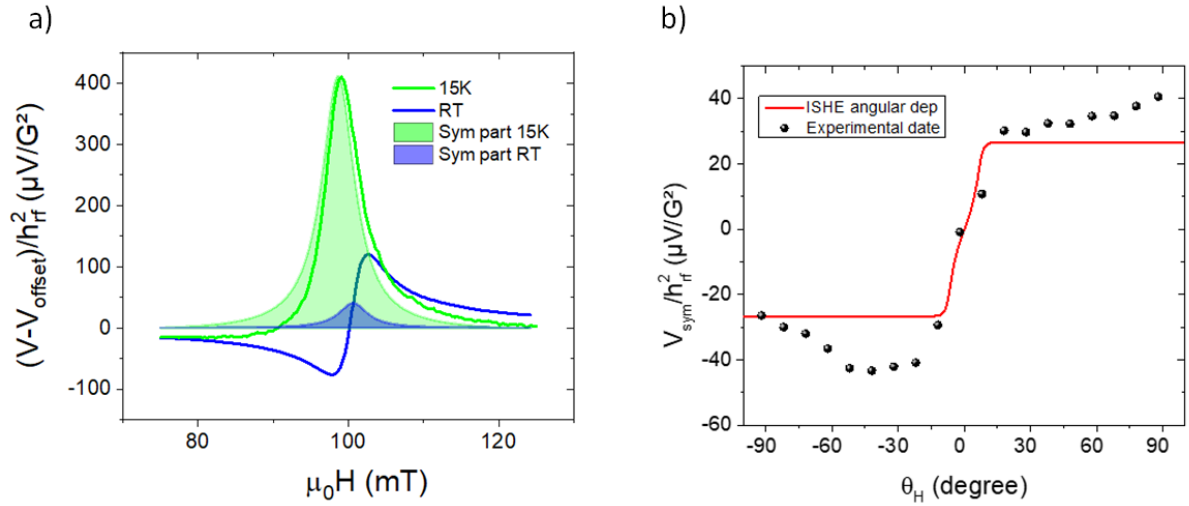 a)
400
300
200
100
0
-100
80
100
120
(V-V_offset)/h²_rf (µV/G²)
µ₀H (mT)
15K
RT
Sym part 15K
Sym part RT
b)
40
20
0
-20
-40
-60
-90
-60
-30
0
30
60
90
V_sym/h²_rf (µV/G²)
θ_H (degree)
ISHE angular dep
Experimental date